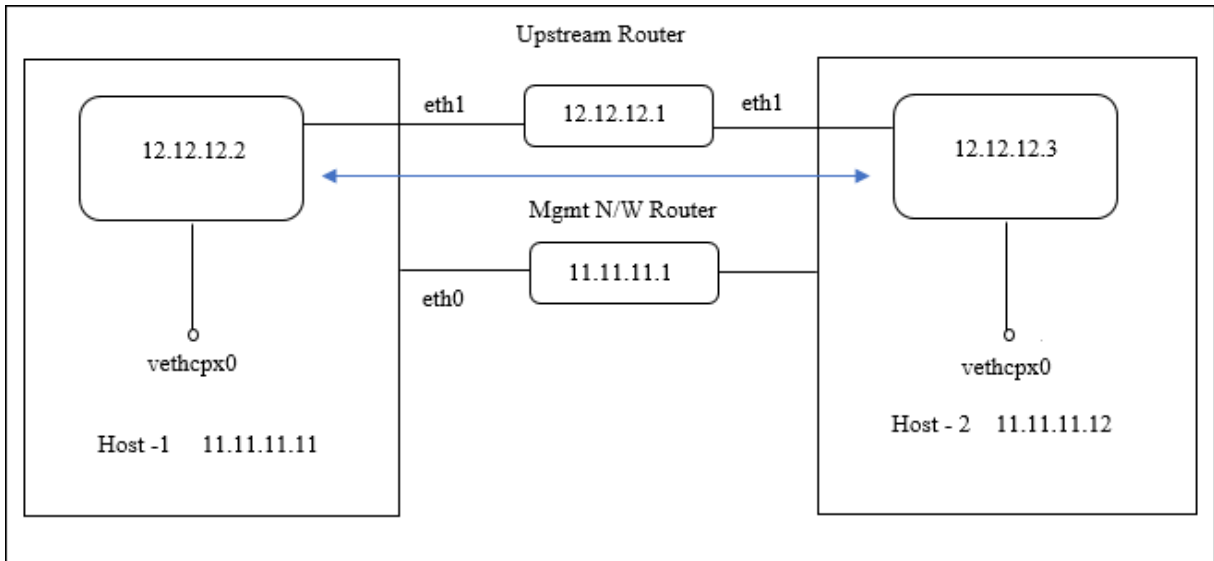 Upstream Router
eth1
12.12.12.1
eth1
12.12.12.2
12.12.12.3
Mgmt N/W Router
11.11.11.1
eth0
vethcpx0
vethcpx0
Host -1 11.11.11.11
Host - 2 11.11.11.12